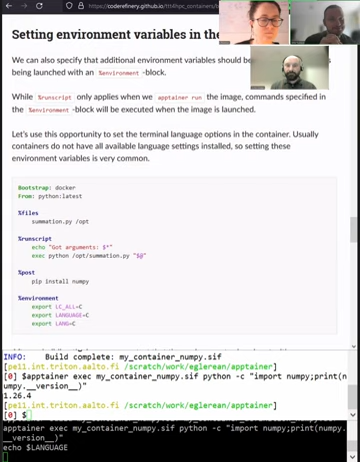 https://coderefinery.github.io/ttt4hpc_containers/b
Setting environment variables in the
We can also specify that additional environment variables should be
being launched with an %environment -block.
While %runscript only applies when we apptainer run the image, commands specified in
the %environment -block will be executed when the image is launched.
Let's use this opportunity to set the terminal language options in the container. Usually
containers do not have all available language settings installed, so setting these
environment variables is very common.
Bootstrap: docker
From: python:latest
%files
summation.py /opt
%runscript
echo "Got arguments: $*"
exec python /opt/summation.py "$@"
%post
pip install numpy
%environment
export LC_ALL=C
export LANGUAGE=C
export LANG=C
INFO: Build complete: my_container_numpy.sif
[pe11.int.triton.aalto.fi /scratch/work/eglerean/apptainer]
[0] $apptainer exec my_container_numpy.sif python -c "import numpy;print(n
umpy.__version__)"
1.26.4
[pe11.int.triton.aalto.fi /scratch/work/eglerean/apptainer]
[0] $
apptainer exec my_container_numpy.sif python -c "import numpy;print(numpy.
__version__)"
echo $LANGUAGE